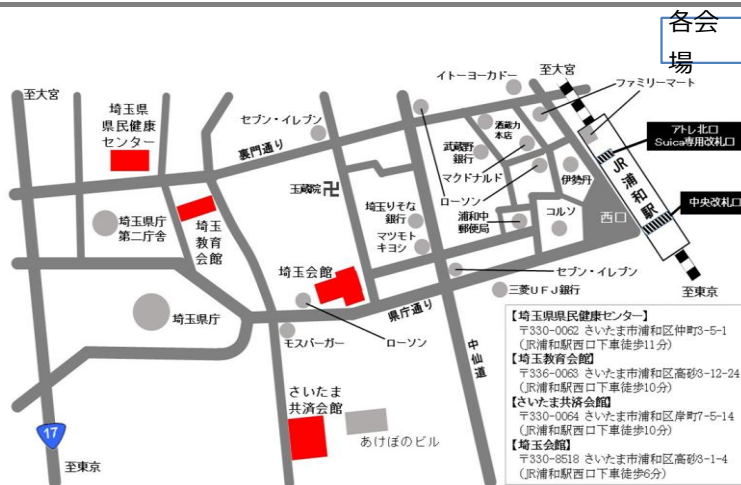 各会
場
至大宮
埼玉県
県民健康
センター
セブン・イレブン
裏門通り
イトーヨーカドー
至大宮
ファミリーマート
酒蔵力
本店
武蔵野
銀行
マクドナルド
ローソン
アトレ北口
Suica専用改札口
JR浦和駅
伊勢丹
中央改札口
西口
コルソ
浦和中
郵便局
玉蔵院
卍
埼玉りそな
銀行
マツモト
キヨシ
埼玉県庁
第二庁舎
埼玉
教育
会館
埼玉会館
セブン・イレブン
三菱UFJ銀行
至東京
県庁通り
埼玉県庁
モスバーガー
ローソン
中仙道
さいたま
共済会館
あけぼのビル
17
至東京
【埼玉県県民健康センター】
〒330-0062 さいたま市浦和区仲町3-5-1
(JR浦和駅西口下車徒歩11分)
【埼玉教育会館】
〒336-0063 さいたま市浦和区高砂3-12-24
(JR浦和駅西口下車徒歩10分)
【さいたま共済会館】
〒330-0064 さいたま市浦和区岸町7-5-14
(JR浦和駅西口下車徒歩10分)
【埼玉会館】
〒330-8518 さいたま市浦和区高砂3-1-4
(JR浦和駅西口下車徒歩6分)